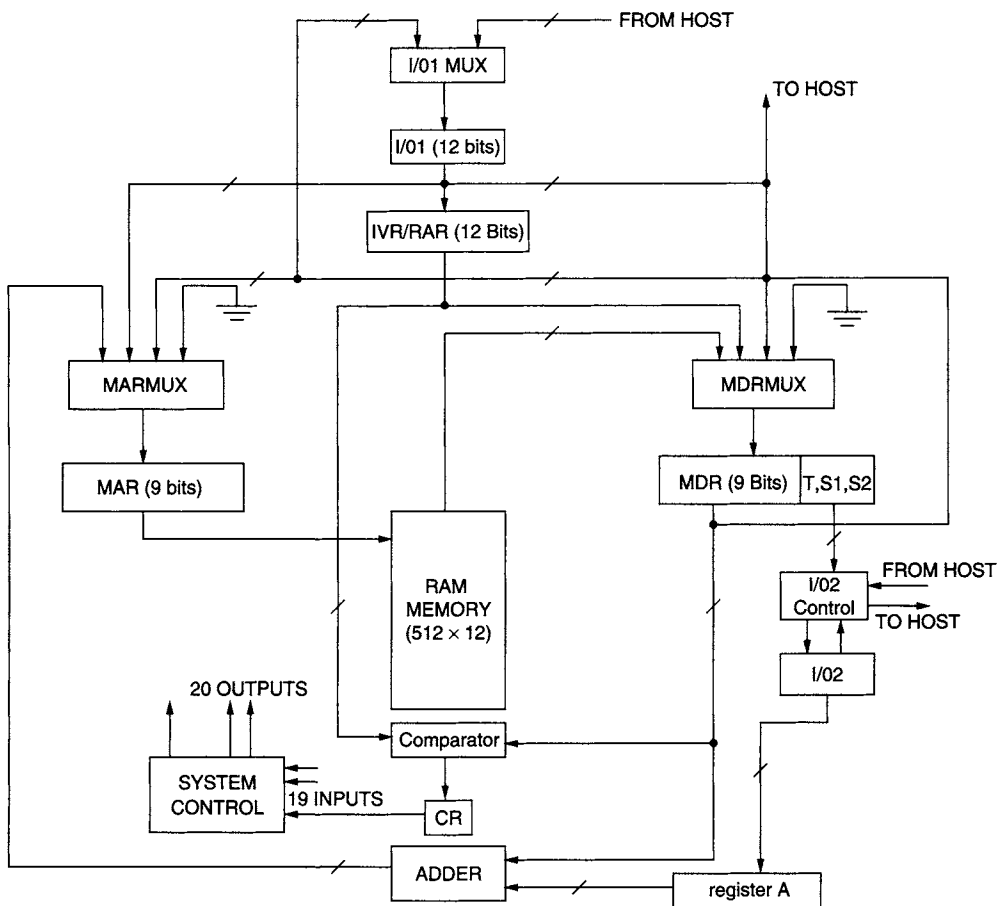 FROM HOST
I/01 MUX
TO HOST
I/01 (12 bits)
IVR/RAR (12 Bits)
MARMUX
MDRMUX
MAR (9 bits)
MDR (9 Bits)
T,S1,S2
RAM
MEMORY
(512 × 12)
I/02
Control
FROM HOST
TO HOST
I/02
20 OUTPUTS
Comparator
SYSTEM
CONTROL
19 INPUTS
CR
ADDER
register A